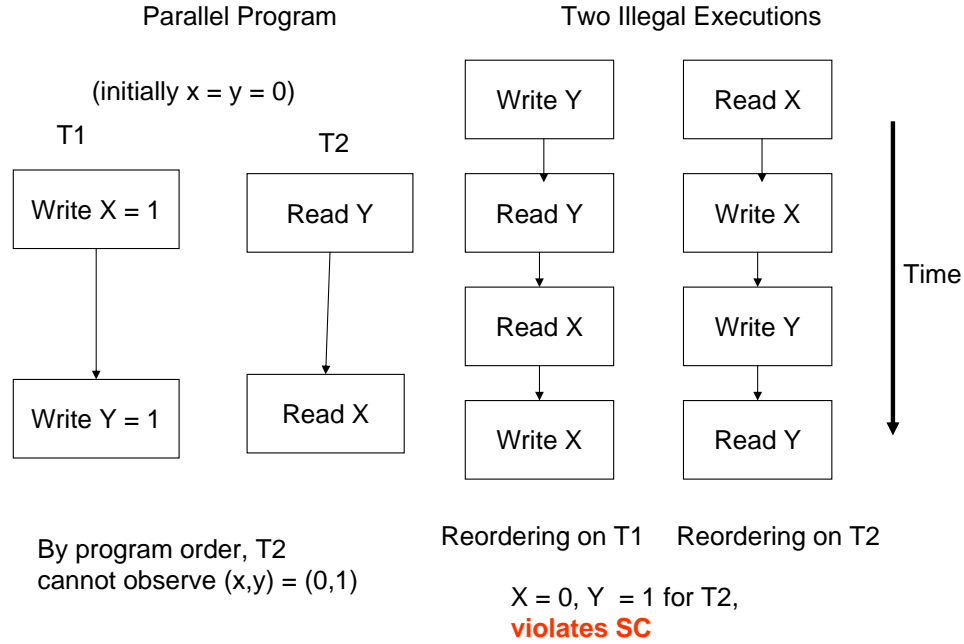 Parallel Program
(initially x = y = 0)
T1
T2
Write X = 1
Read Y
Write Y = 1
Read X
By program order, T2
cannot observe (x,y) = (0,1)
Two Illegal Executions
Write Y
Read Y
Read X
Write X
Reordering on T1
Read X
Write X
Write Y
Read Y
Reordering on T2
Time
X = 0, Y = 1 for T2,
violates SC